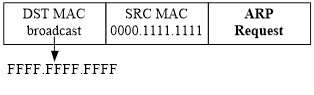 DST MAC SRC MAC ARP
broadcast 0000.1111.1111 Request
FFFF.FFFF.FFFF